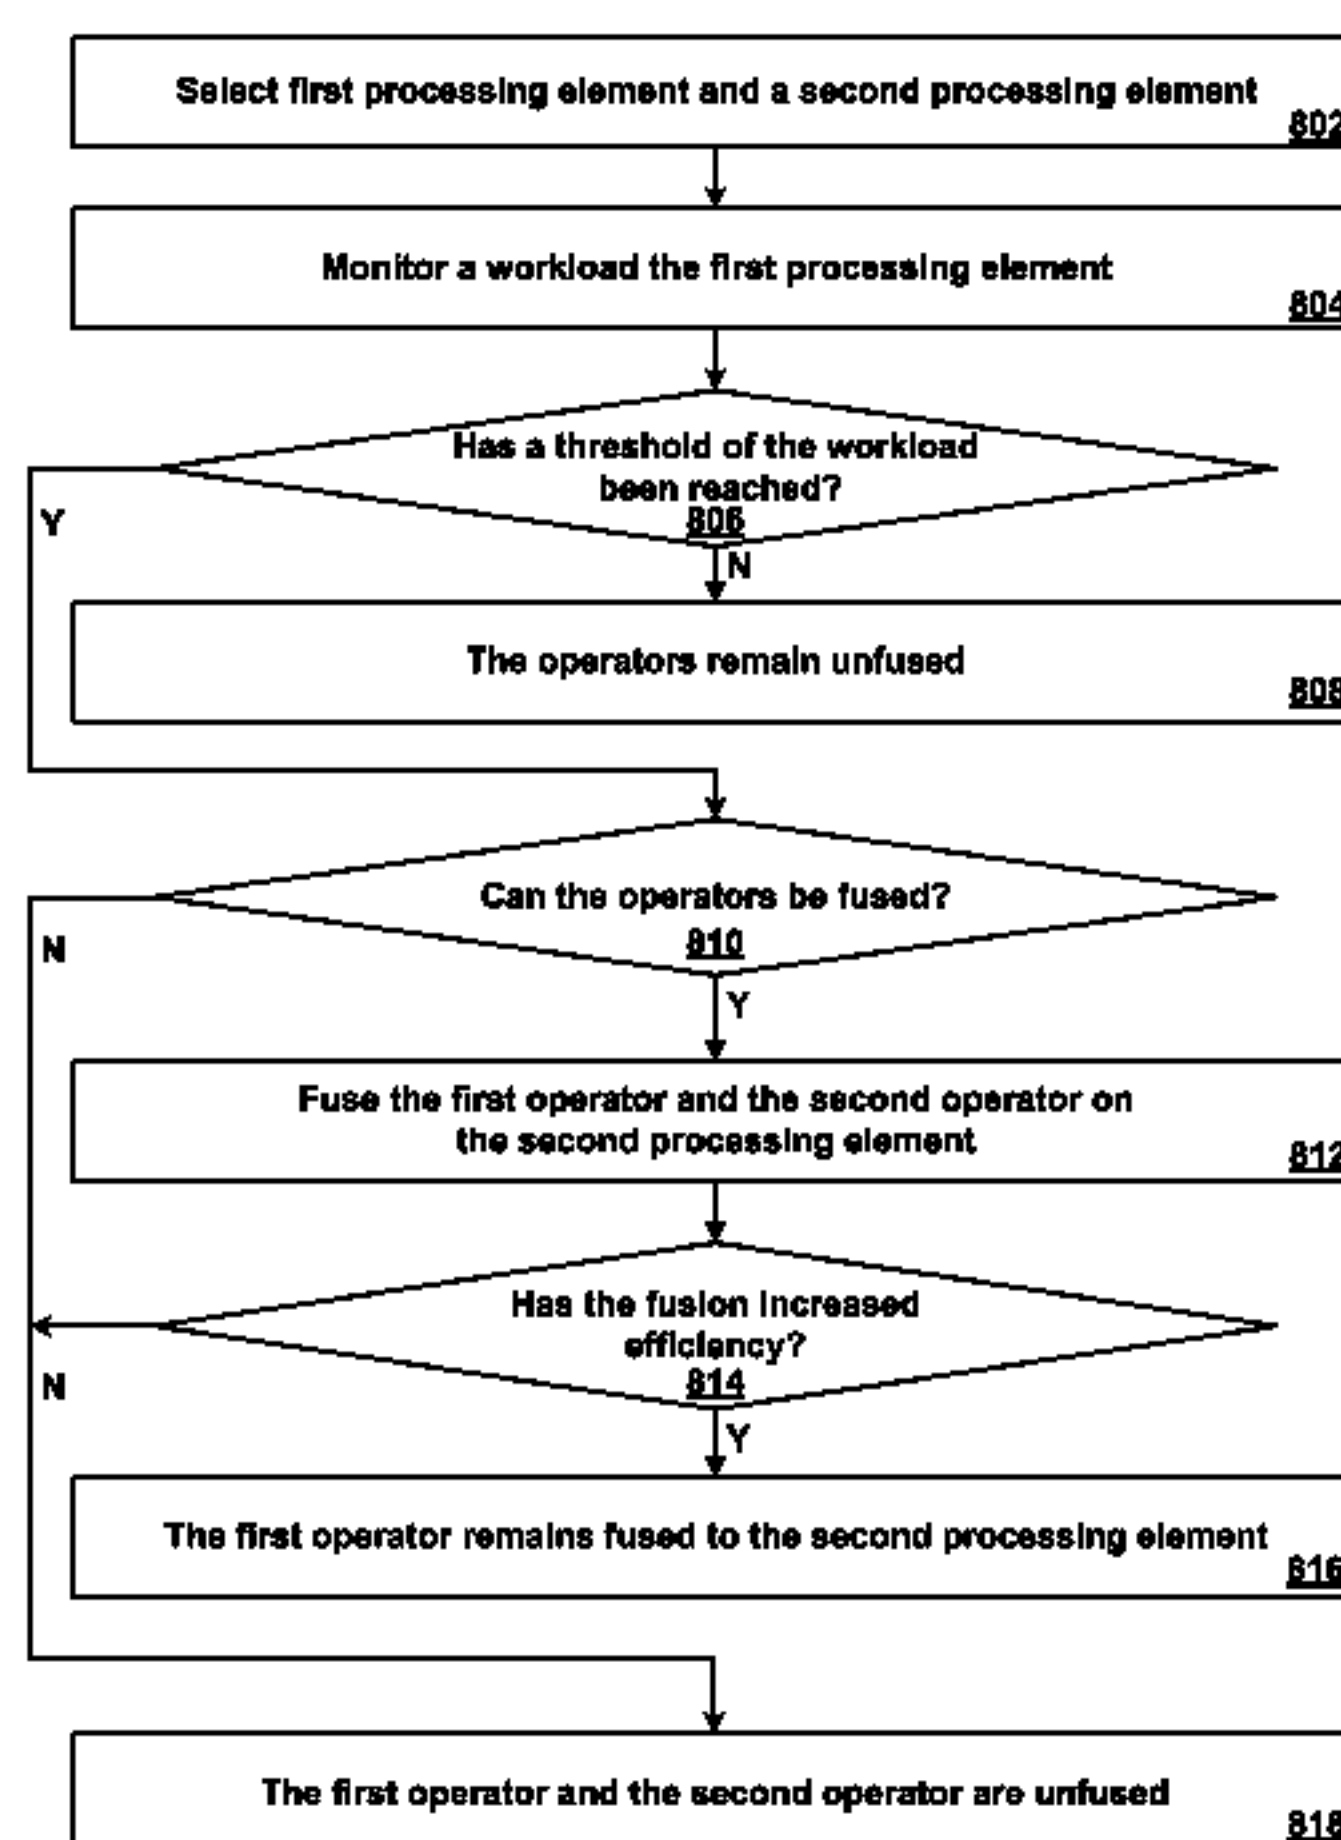 Select first processing element and a second processing element
802
Monitor a workload the first processing element
804
Has a threshold of the workload
been reached?
806
Y
N
The operators remain unfused
808
Can the operators be fused?
810
N
Y
Fuse the first operator and the second operator on
the second processing element
812
Has the fusion increased
efficiency?
814
N
Y
The first operator remains fused to the second processing element
816
The first operator and the second operator are unfused
818